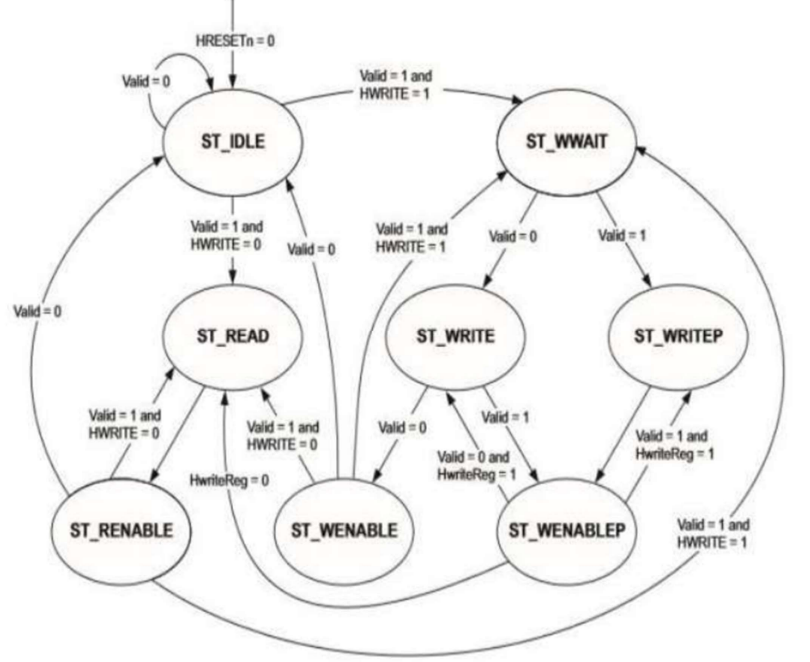 HRESETn = 0
Valid = 0
Valid = 1 and
HWRITE = 1
ST_IDLE
ST_WWAIT
Valid = 1 and
HWRITE = 0
Valid = 0
Valid = 1 and
HWRITE = 1
Valid = 0
Valid = 1
Valid = 0
ST_READ
ST_WRITE
ST_WRITEP
Valid = 1 and
HWRITE = 0
Valid = 1 and
HWRITE = 0
Valid = 0
Valid = 1
Valid = 0 and
HwriteReg = 1
Valid = 1 and
HwriteReg = 1
HwriteReg = 0
ST_RENABLE
ST_WENABLE
ST_WENABLEP
Valid = 1 and
HWRITE = 1